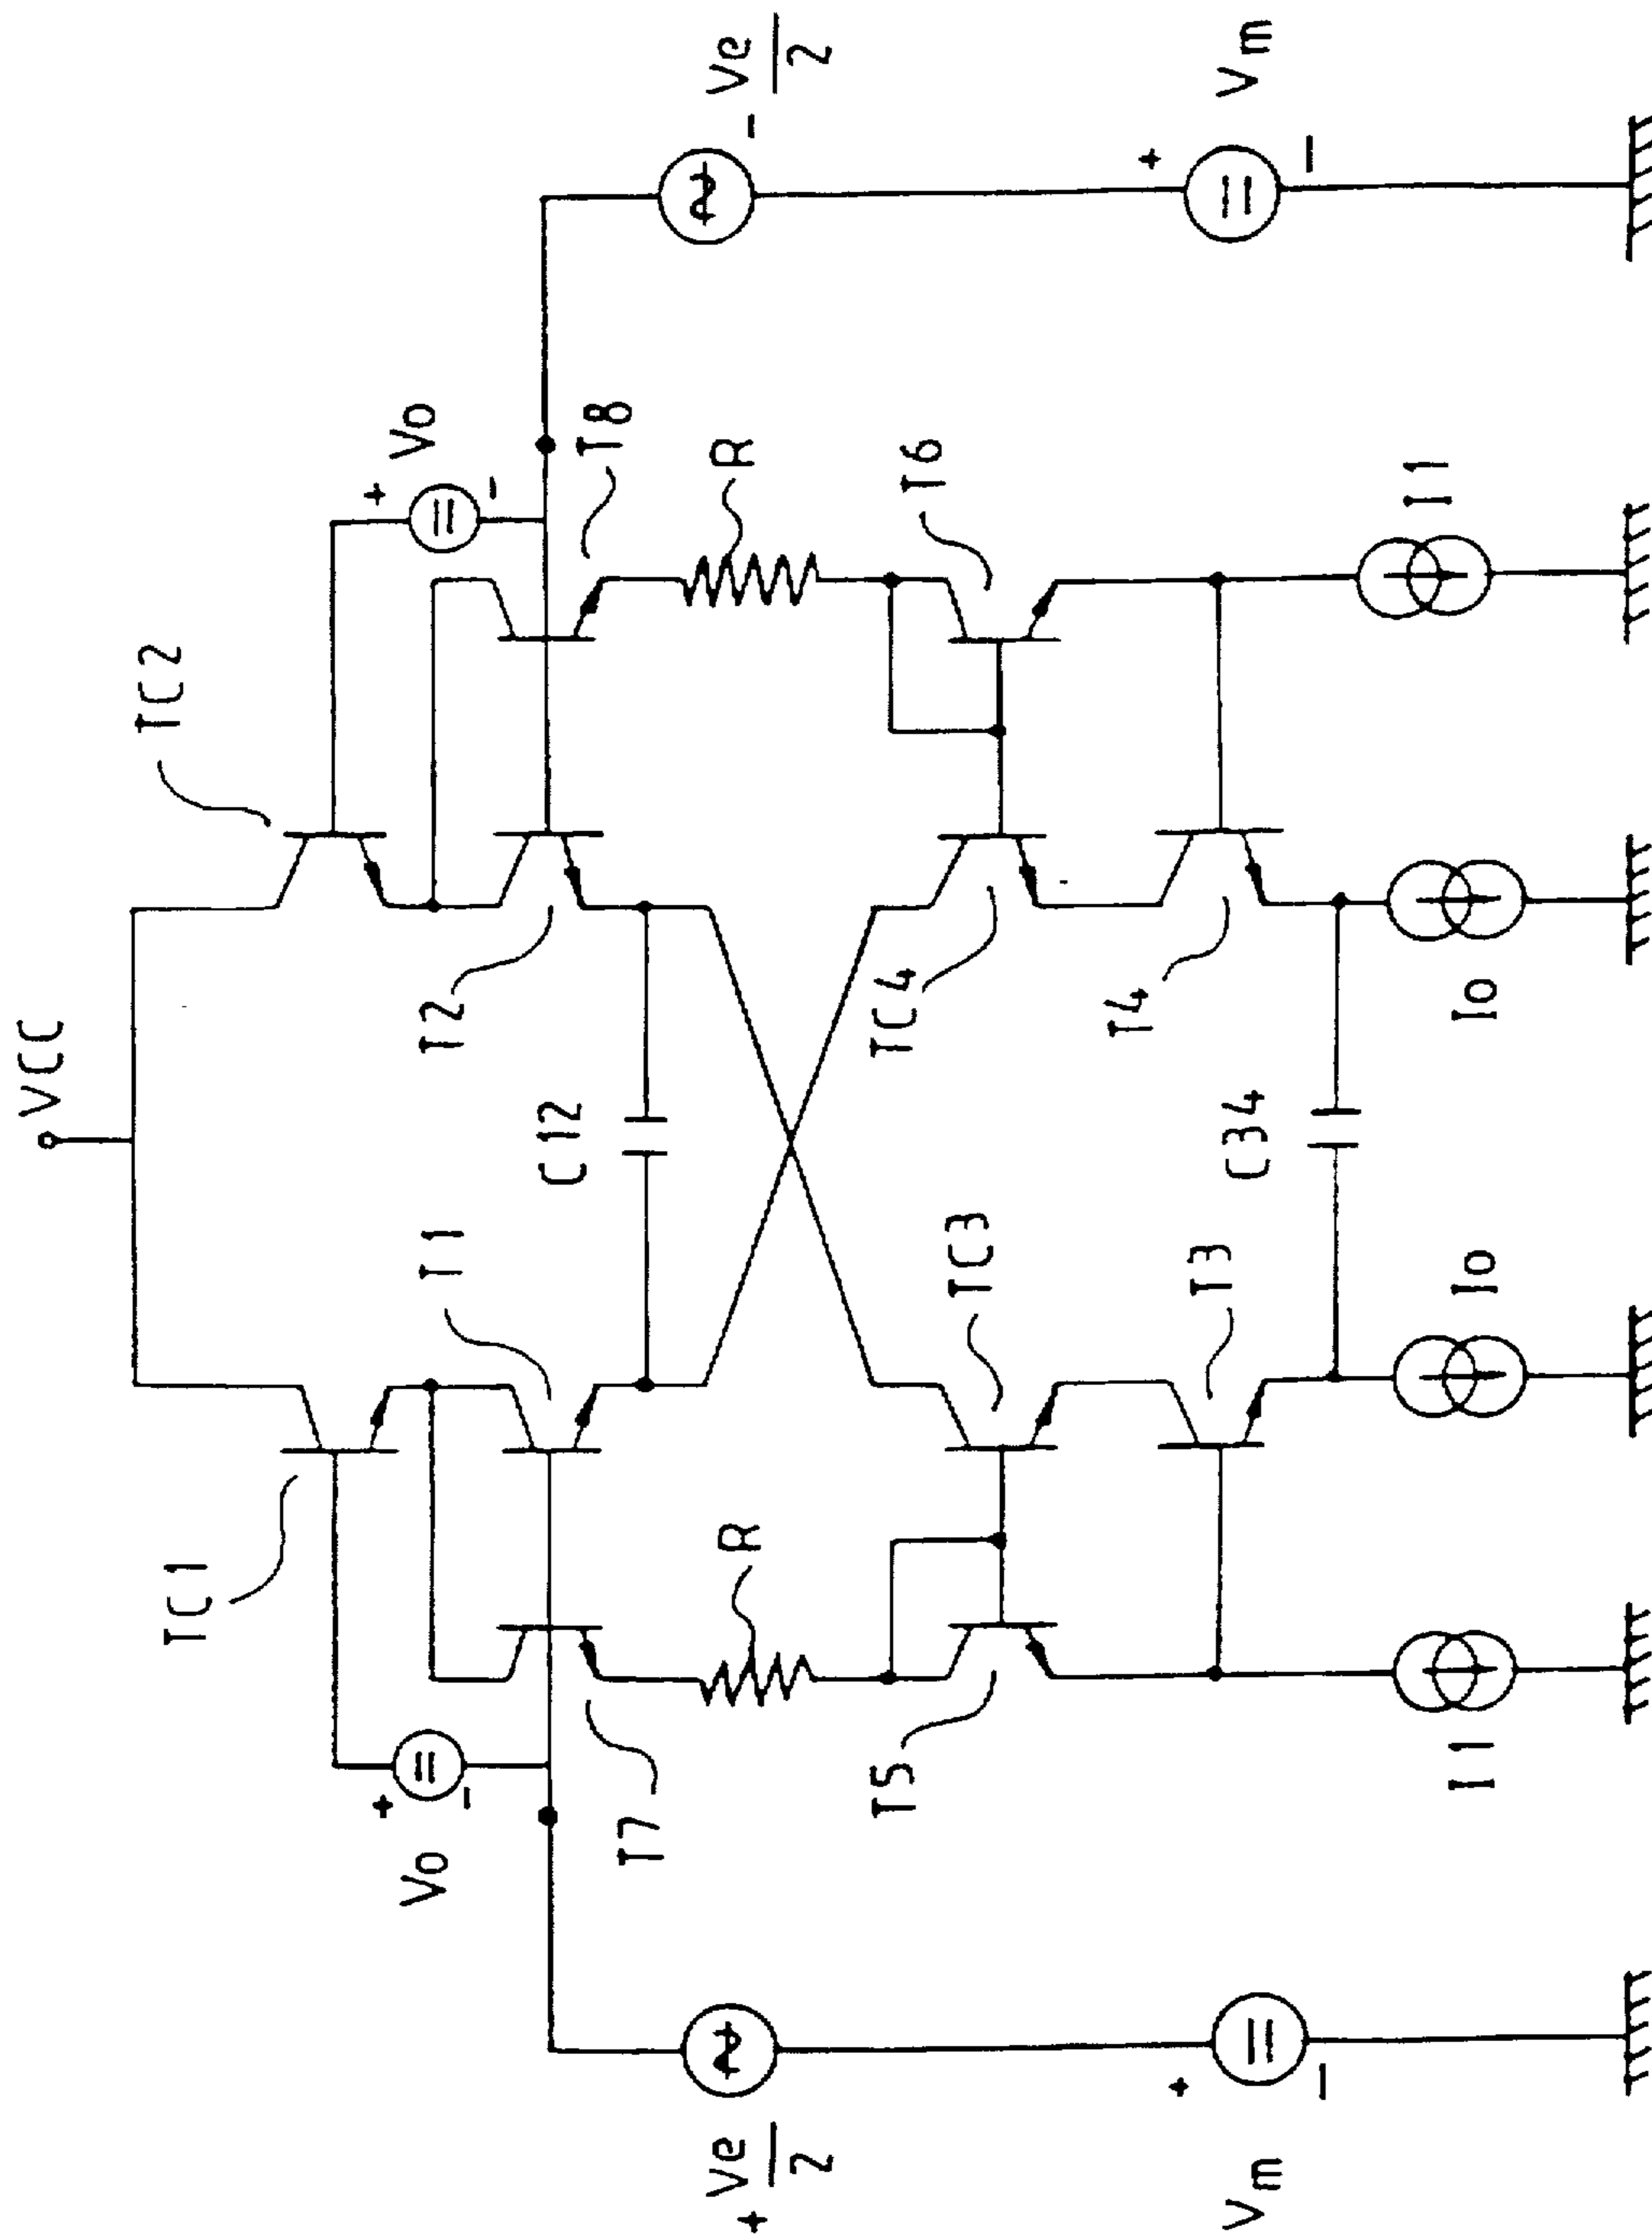 VCC
TC1
TC2
Vo
Vo
T1
T2
T7
T8
C12
+ Ve/2
- Ve/2
R
R
T5
TC3
TC4
T6
T3
T4
C34
Vm
Vm
I1
Io
Io
I1
+
-
+
-
+
-
+
-